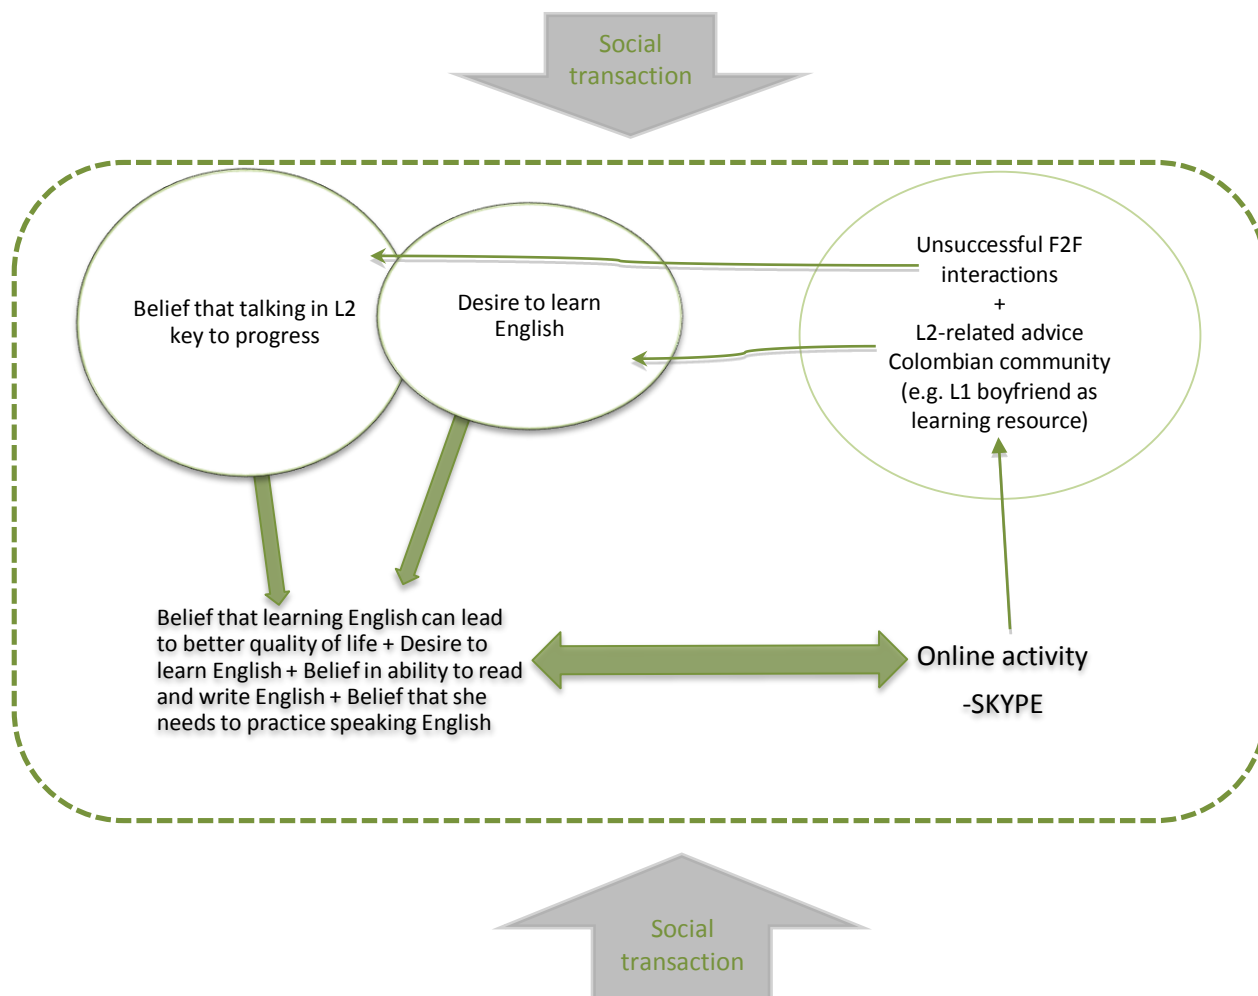 Social
transaction
Belief that talking in L2
key to progress
Desire to learn
English
Unsuccessful F2F
interactions
+
L2-related advice
Colombian community
(e.g. L1 boyfriend as
learning resource)
Belief that learning English can lead
to better quality of life + Desire to
learn English + Belief in ability to read
and write English + Belief that she
needs to practice speaking English
Online activity
-SKYPE
Social
transaction